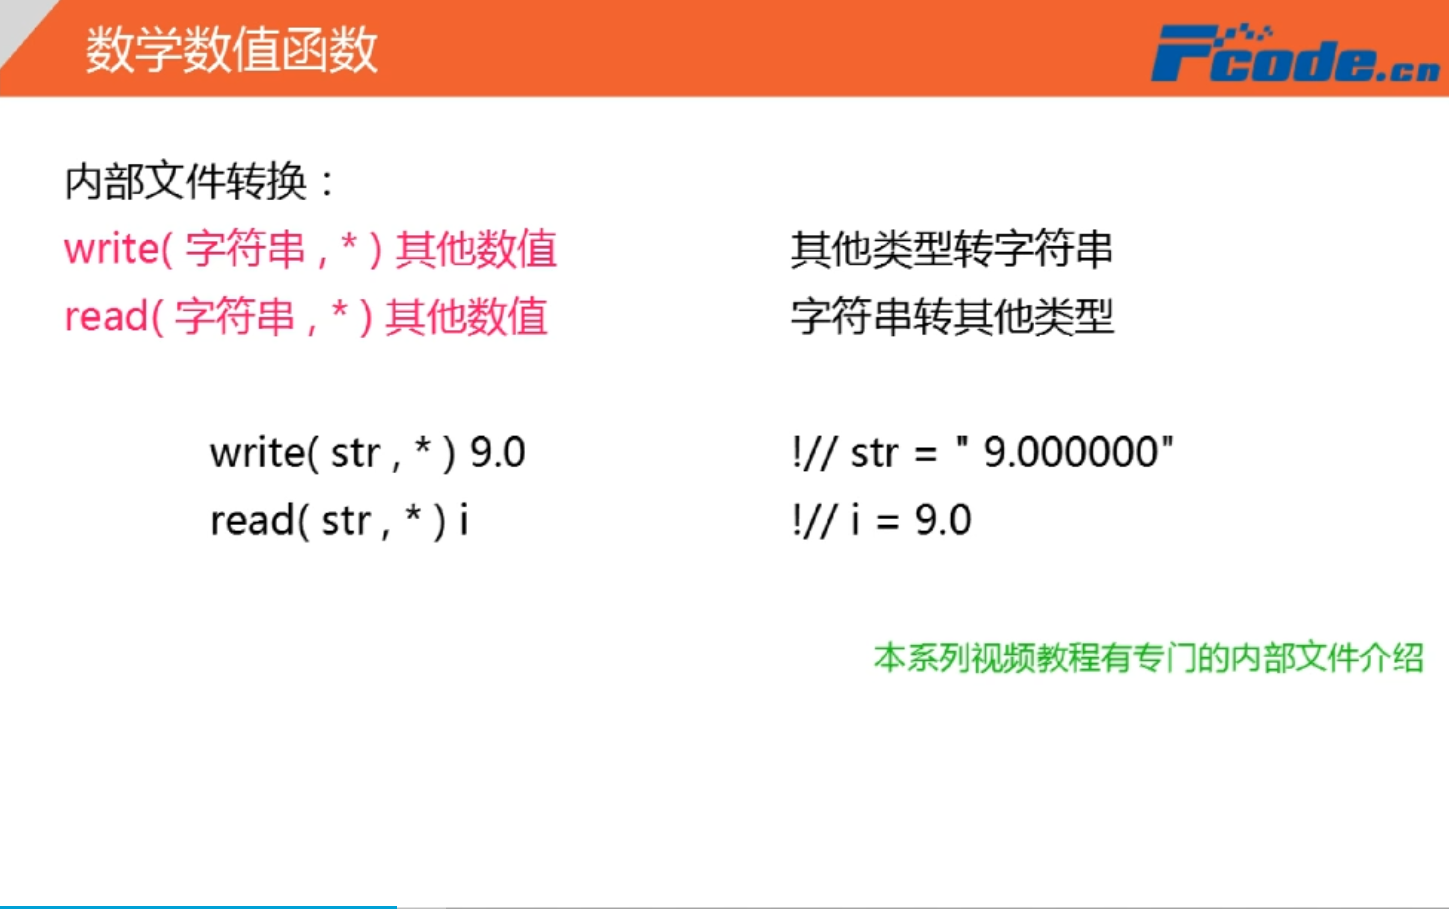 数学数值函数
Fcode.cn
内部文件转换：
write( 字符串 , * ) 其他数值 其他类型转字符串
read( 字符串 , * ) 其他数值 字符串转其他类型
write( str , * ) 9.0 !// str = " 9.000000"
read( str , * ) i !// i = 9.0
本系列视频教程有专门的内部文件介绍